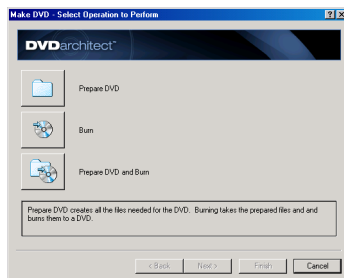 Make DVD - Select Operation to Perform
DVDarchitect™
Prepare DVD
Burn
Prepare DVD and Burn
Prepare DVD creates all the files needed for the DVD. Burning takes the prepared files and and
burns them to a DVD.
< Back Next > Finish Cancel